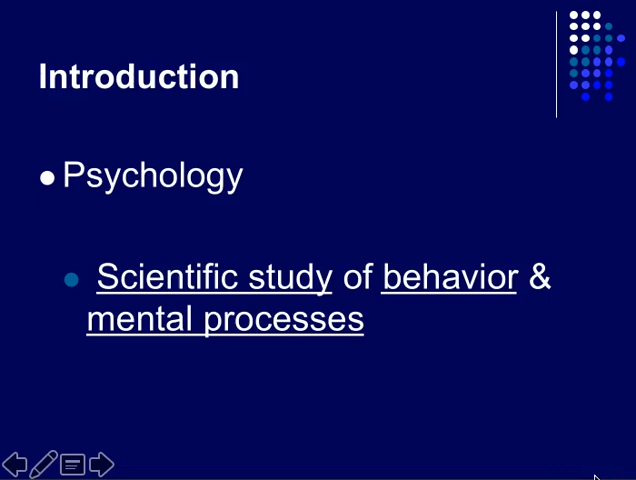 Introduction
Psychology
Scientific study of behavior &
mental processes